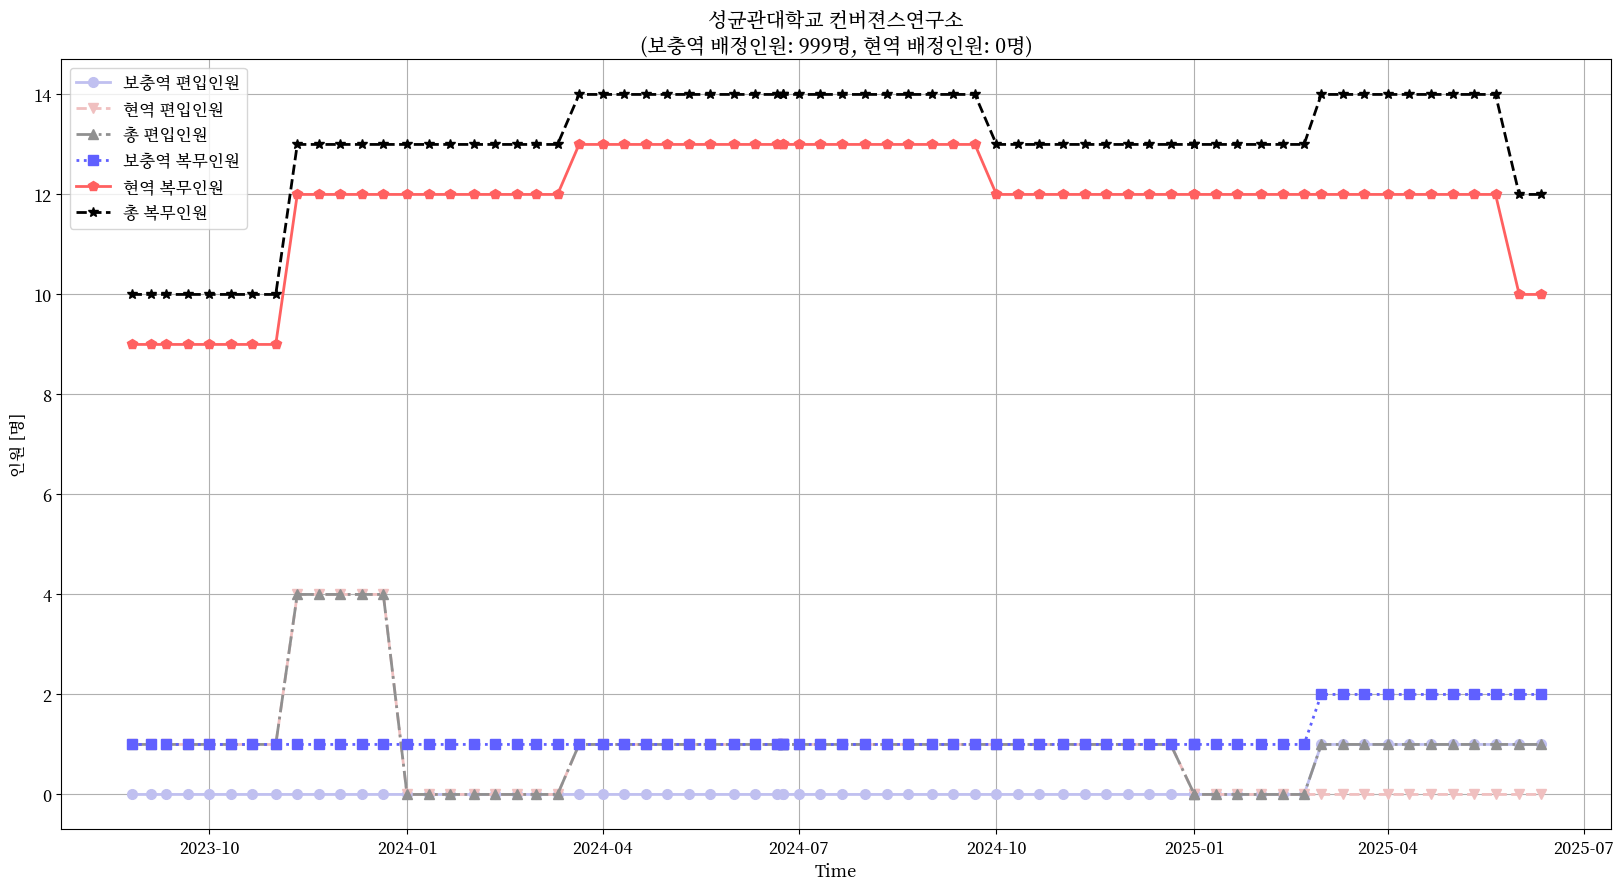 성균관대학교 컨버젼스연구소
(보충역 배정인원: 999명, 현역 배정인원: 0명)
보충역 편입인원
현역 편입인원
총 편입인원
보충역 복무인원
현역 복무인원
총 복무인원
14
12
10
8
6
4
2
0
인원 [명]
2023-10
2024-01
2024-04
2024-07
2024-10
2025-01
2025-04
2025-07
Time